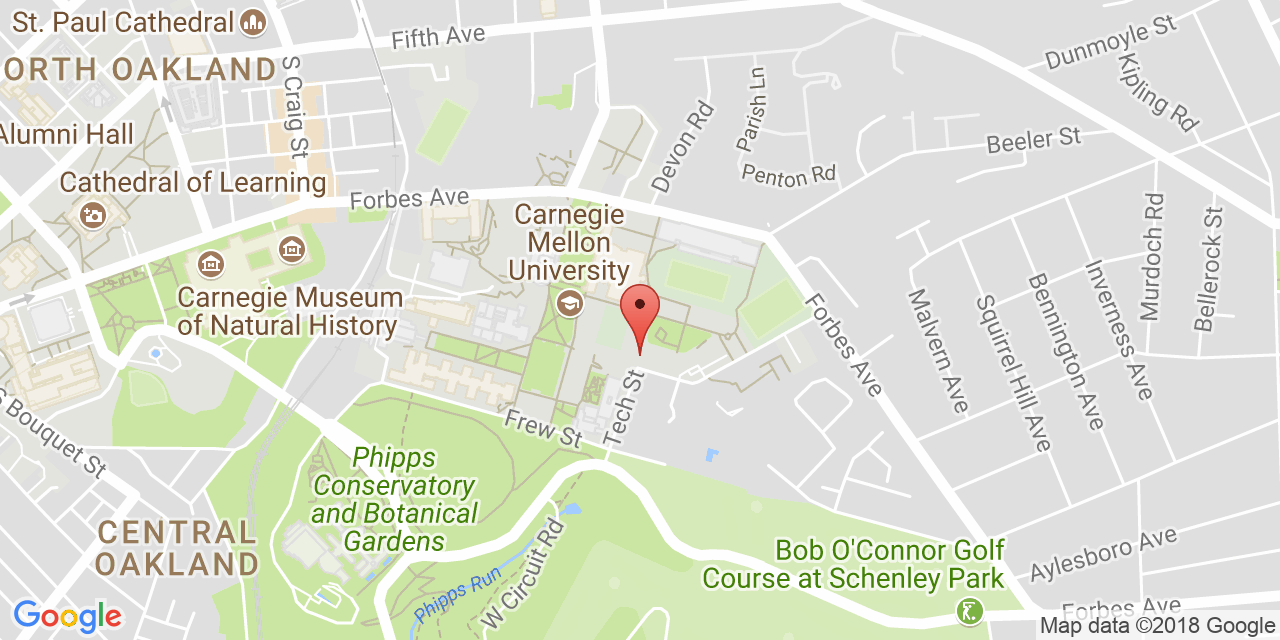 St. Paul Cathedral
Fifth Ave
Dunmoyle St
ORTH OAKLAND
S Craig St
Kipling Rd
Parish Ln
Devon Rd
Alumni Hall
Beeler St
Cathedral of Learning
Penton Rd
Forbes Ave
Carnegie
Mellon
University
Murdoch Rd
Bellerock St
Carnegie Museum
of Natural History
Forbes Ave
Malvern Ave
Squirrel Hill Ave
Bennington Ave
Inverness Ave
Tech St
Frew St
S Bouquet St
Phipps
Conservatory
and Botanical
Gardens
CENTRAL
OAKLAND
Phipps Run
W Circuit Rd
Bob O'Connor Golf
Course at Schenley Park
Aylesboro Ave
Forbes Ave
Google
Map data ©2018 Google